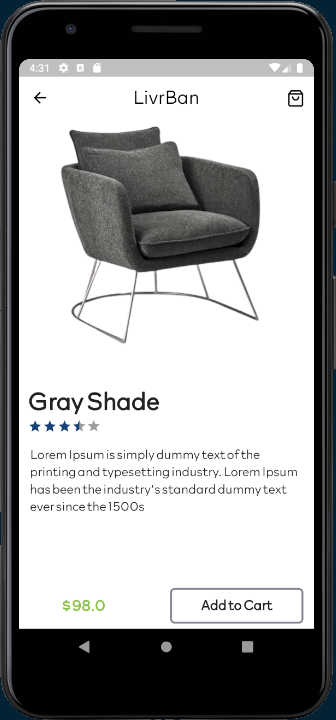 4:31
LivrBan
Gray Shade
Lorem Ipsum is simply dummy text of the
printing and typesetting industry. Lorem Ipsum
has been the industry's standard dummy text
ever since the 1500s
$98.0
Add to Cart